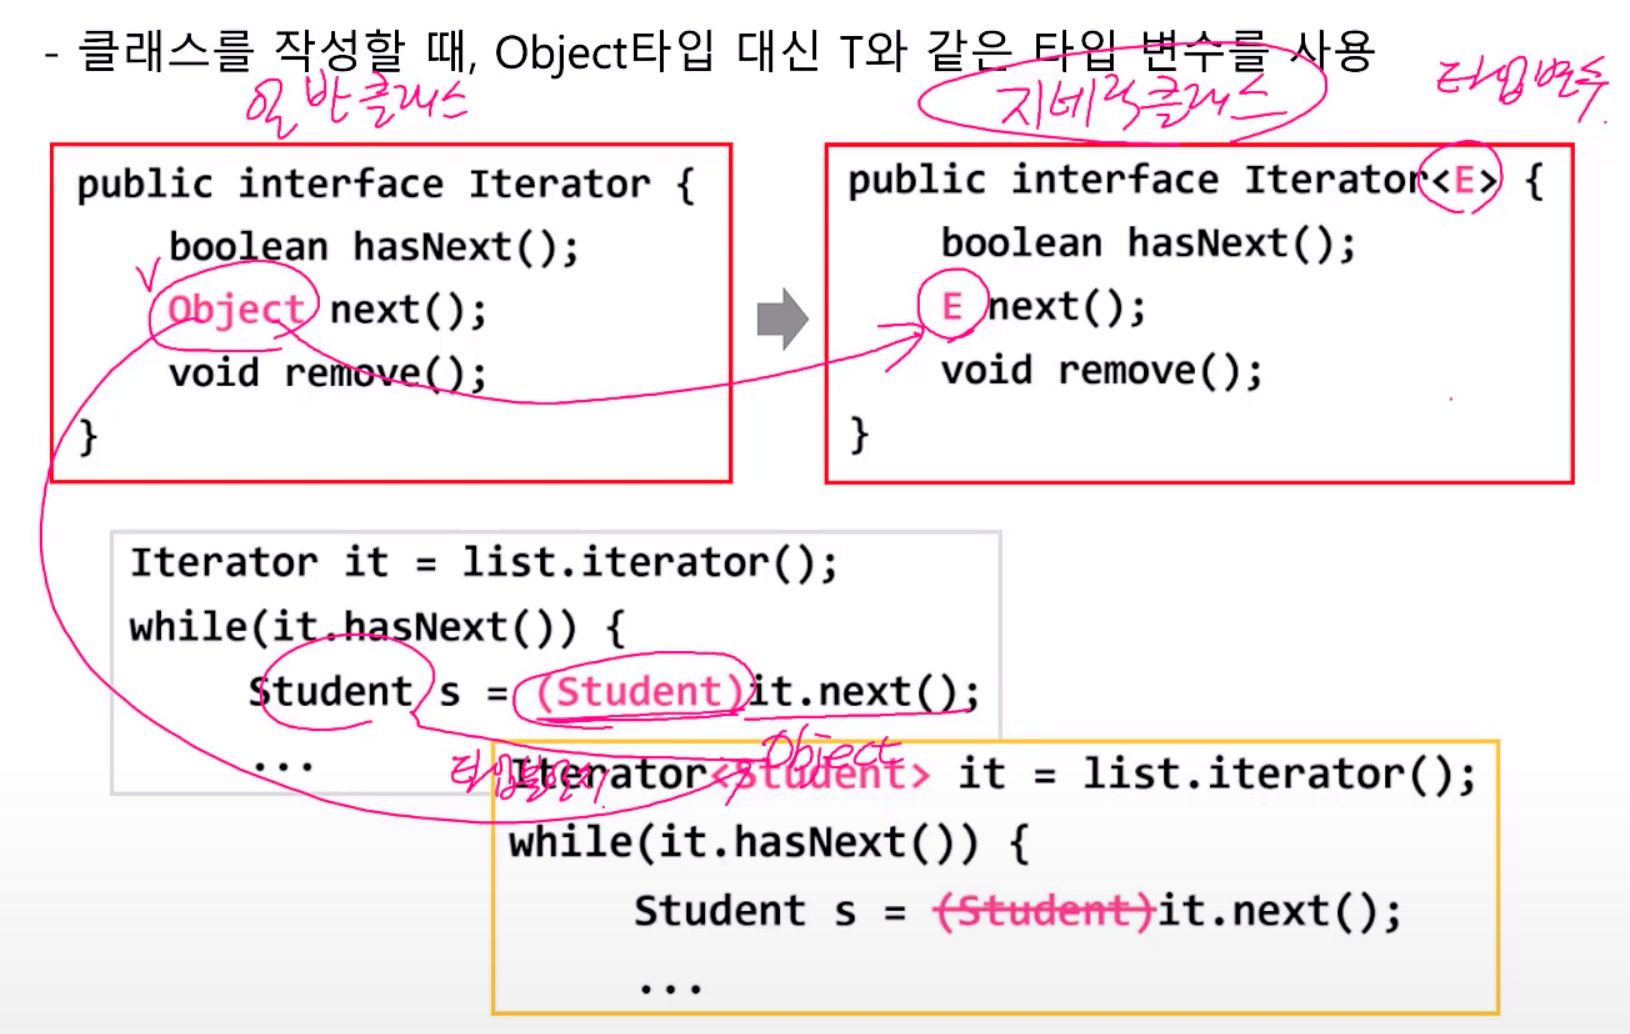 - 클래스를 작성할 때, Object타입 대신 T와 같은 타입 변수를 사용
일반클래스
지네릭클래스
타입변수.
public interface Iterator {
boolean hasNext();
Object next();
void remove();
}
public interface Iterator<E> {
boolean hasNext();
E next();
void remove();
}
Iterator it = list.iterator();
while(it.hasNext()) {
Student s = (Student)it.next();
...
Object
타입불일치
Iterator<Student> it = list.iterator();
while(it.hasNext()) {
Student s = (Student)it.next();
...